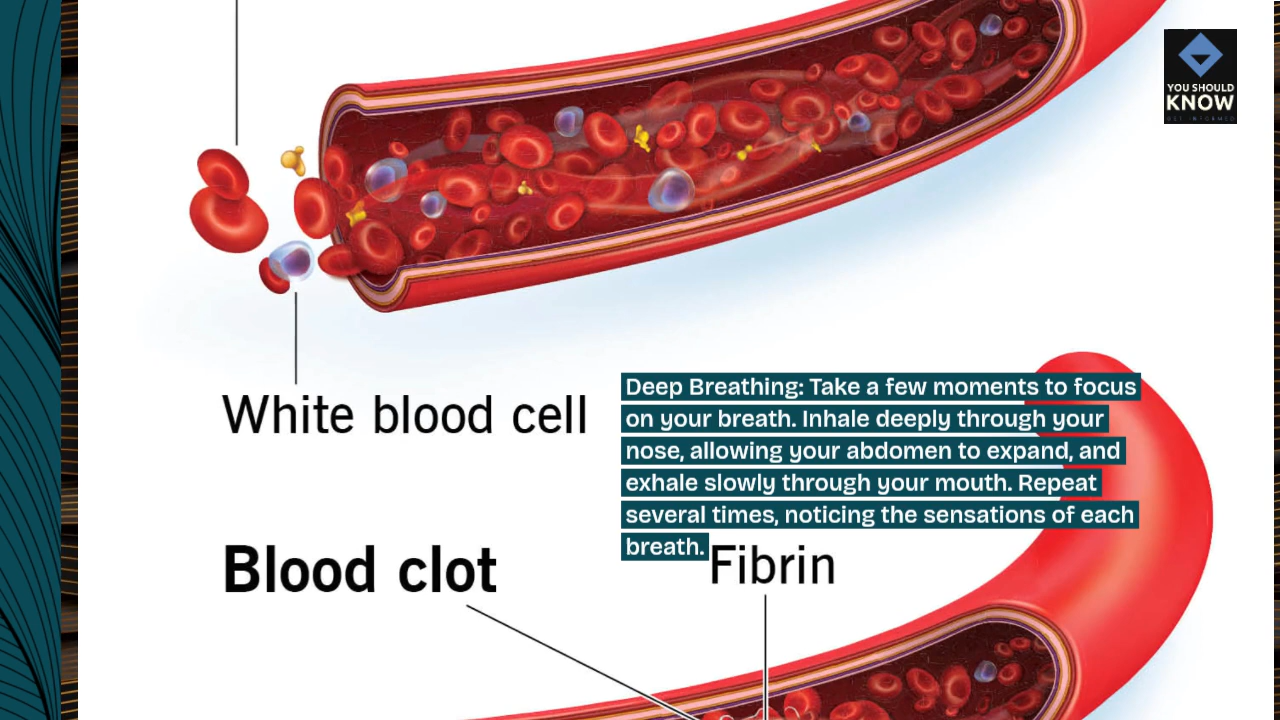 YOU SHOULD
KNOW
GET INFORMED
White blood cell
Deep Breathing: Take a few moments to focus
on your breath. Inhale deeply through your
nose, allowing your abdomen to expand, and
exhale slowly through your mouth. Repeat
several times, noticing the sensations of each
breath.
Blood clot
Fibrin